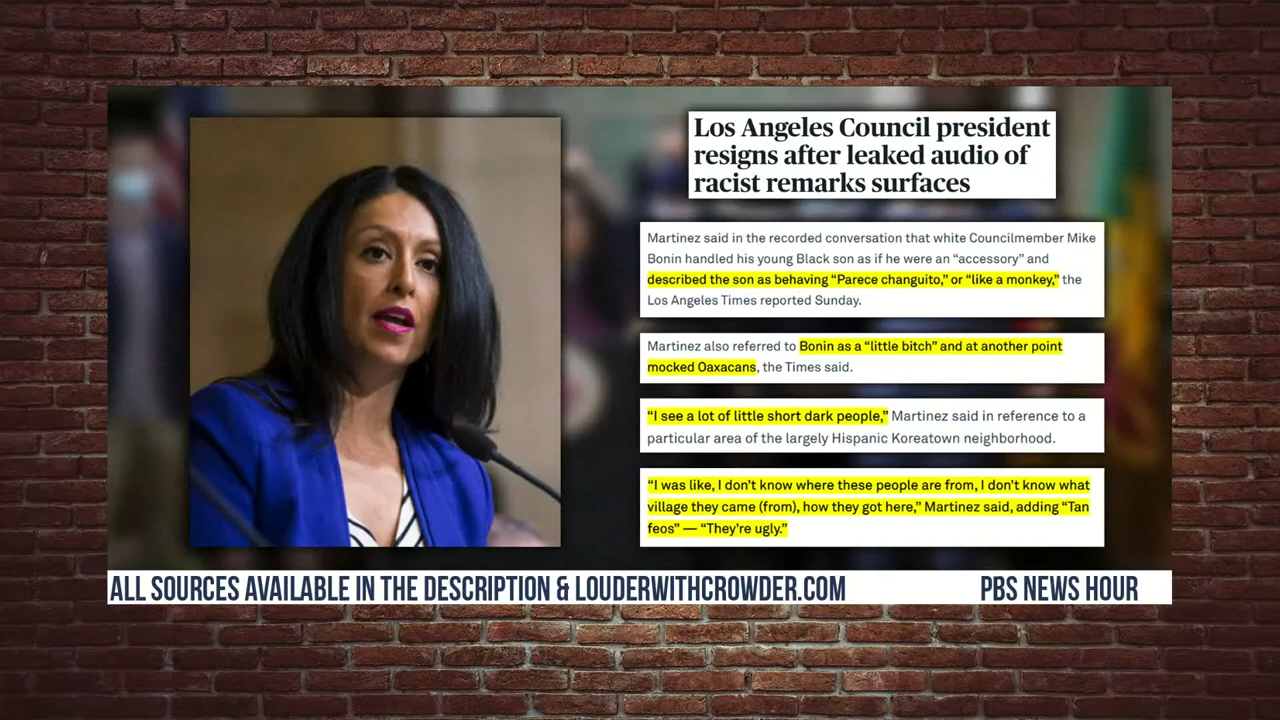 Los Angeles Council president
resigns after leaked audio of
racist remarks surfaces
Martinez said in the recorded conversation that white Councilmember Mike
Bonin handled his young Black son as if he were an “accessory” and
described the son as behaving “Parece changuito,” or “like a monkey,” the
Los Angeles Times reported Sunday.
Martinez also referred to Bonin as a “little bitch” and at another point
mocked Oaxacans, the Times said.
“I see a lot of little short dark people,” Martinez said in reference to a
particular area of the largely Hispanic Koreatown neighborhood.
“I was like, I don’t know where these people are from, I don’t know what
village they came (from), how they got here,” Martinez said, adding “Tan
feos” — “They’re ugly.”
ALL SOURCES AVAILABLE IN THE DESCRIPTION & LOUDERWITHCROWDER.COM
PBS NEWS HOUR